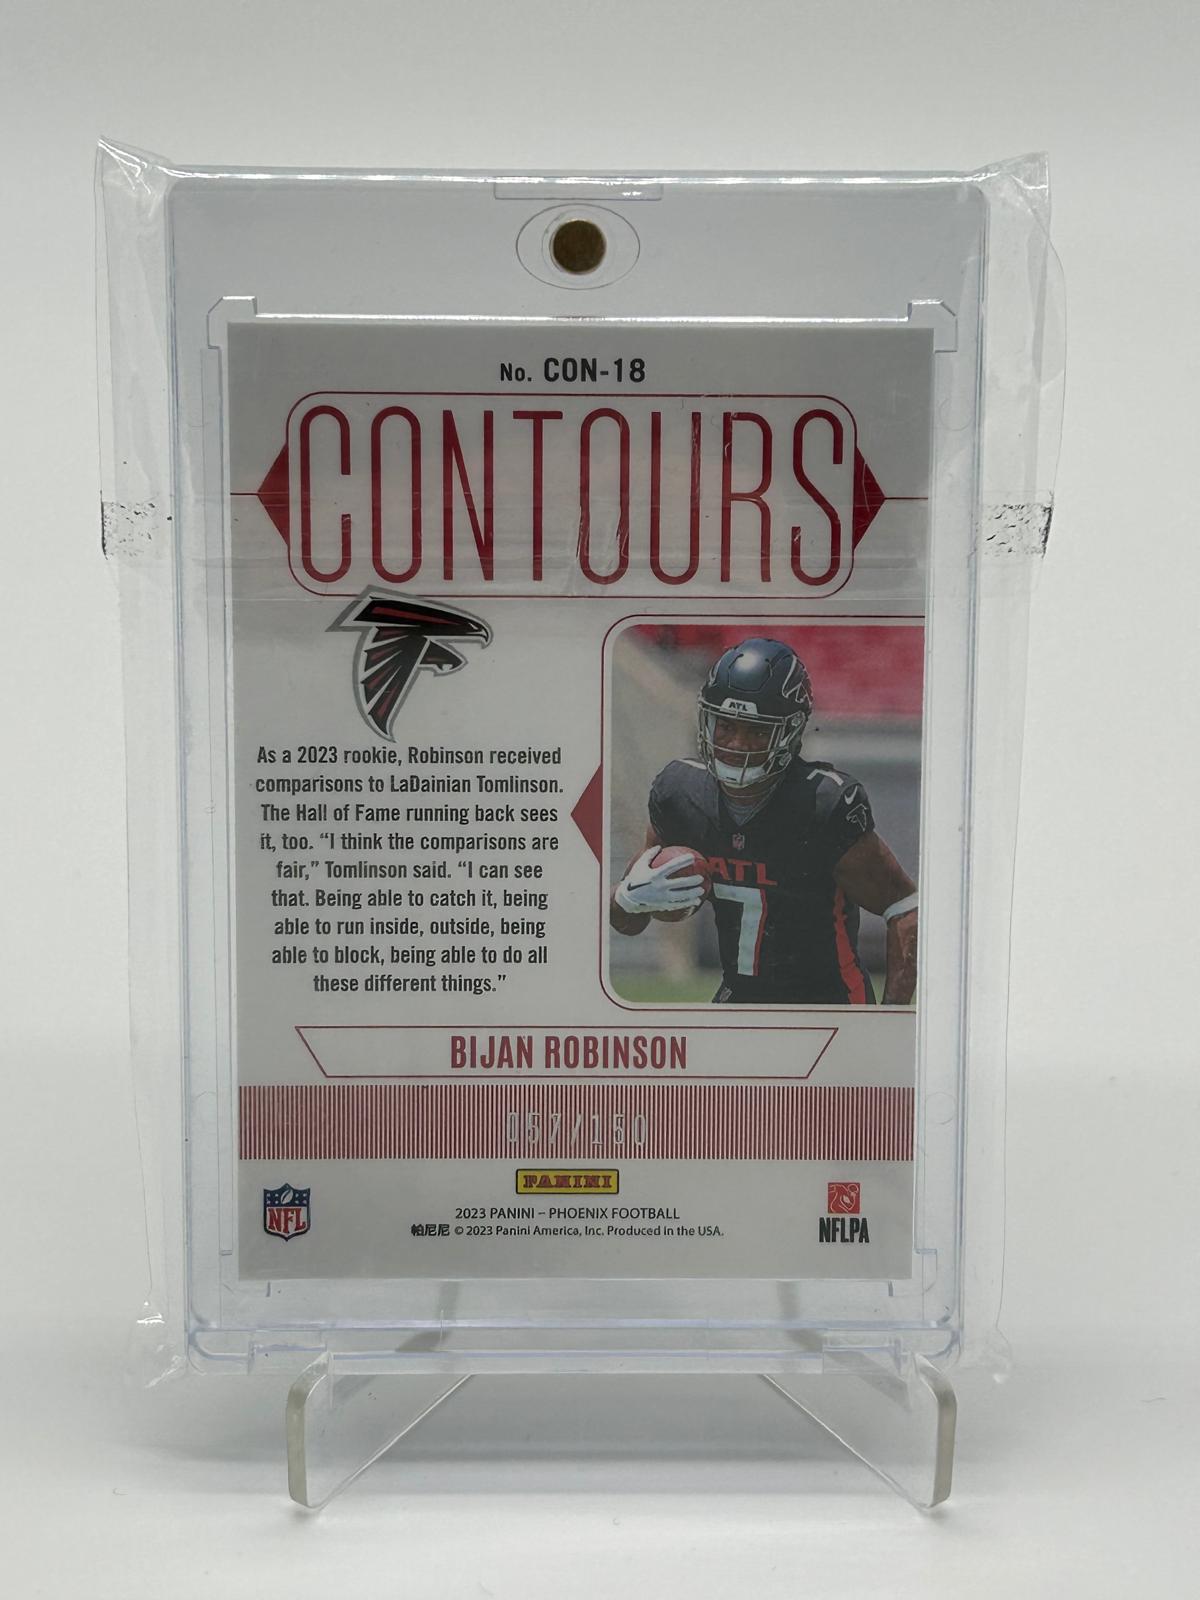 No. CON-18
CONTOURS
As a 2023 rookie, Robinson received
comparisons to LaDainian Tomlinson.
The Hall of Fame running back sees
it, too. “I think the comparisons are
fair,” Tomlinson said. “I can see
that. Being able to catch it, being
able to run inside, outside, being
able to block, being able to do all
these different things.”
ATL
7
ATL
7
BIJAN ROBINSON
057/150
PANINI
NFL
2023 PANINI – PHOENIX FOOTBALL
帕尼尼 © 2023 Panini America, Inc. Produced in the USA.
NFLPA